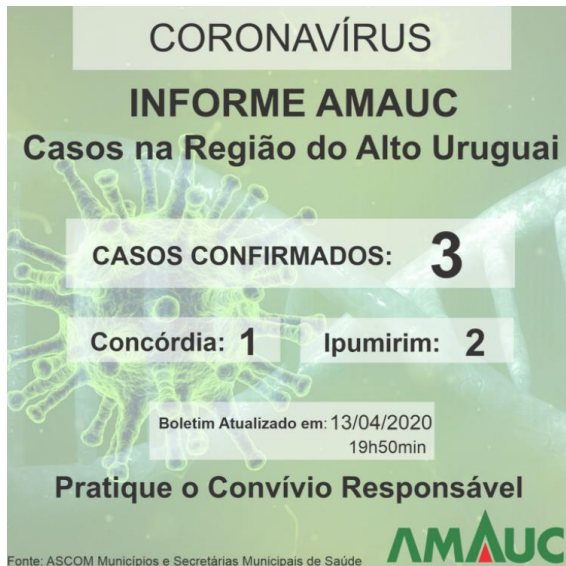 CORONAVÍRUS
INFORME AMAUC
Casos na Região do Alto Uruguai
CASOS CONFIRMADOS: 3
Concórdia: 1 Ipumirim: 2
Boletim Atualizado em: 13/04/2020
19h50min
Pratique o Convívio Responsável
AMAUC
Fonte: ASCOM Municípios e Secretárias Municipais de Saúde